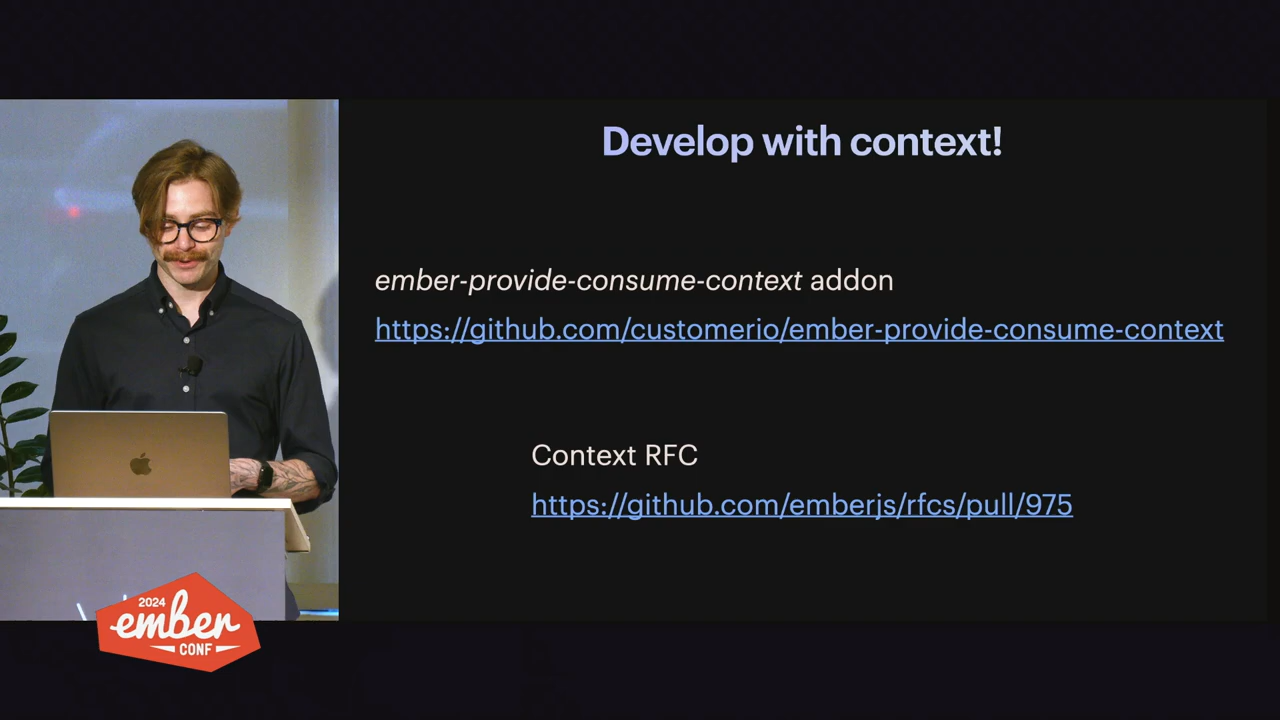 Develop with context!
ember-provide-consume-context addon
https://github.com/customerio/ember-provide-consume-context
Context RFC
https://github.com/emberjs/rfcs/pull/975
2024
ember
CONF